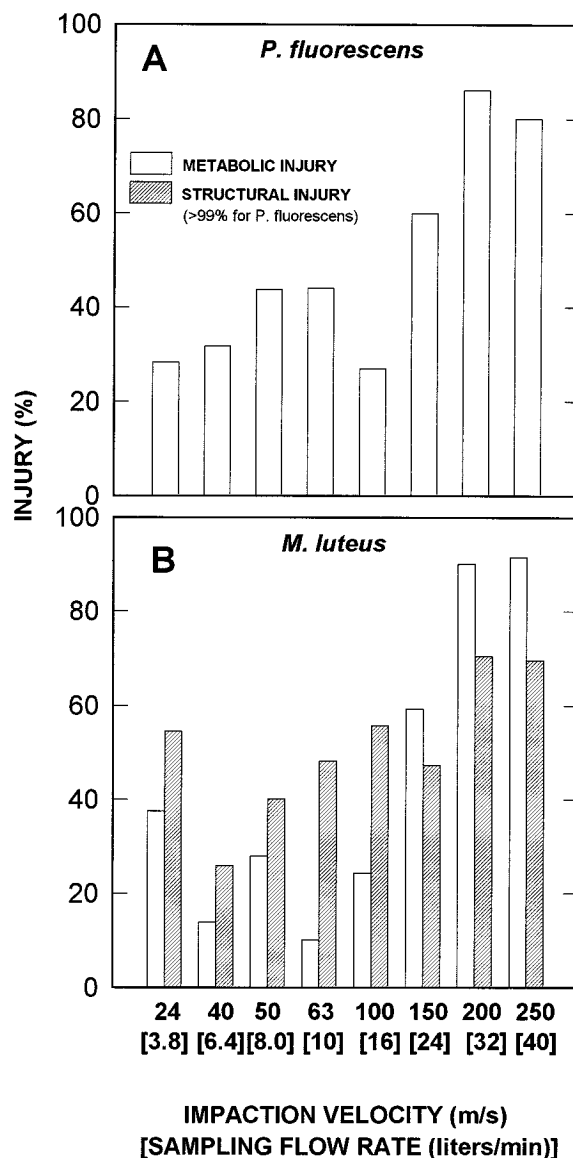 100
A
P. fluorescens
80
METABOLIC INJURY
STRUCTURAL INJURY
(>99% for P. fluorescens)
60
40
20
0
INJURY (%)
100
B
M. luteus
80
60
40
20
0
24 40 50 63 100 150 200 250
[3.8] [6.4] [8.0] [10] [16] [24] [32] [40]
IMPACTION VELOCITY (m/s)
[SAMPLING FLOW RATE (liters/min)]